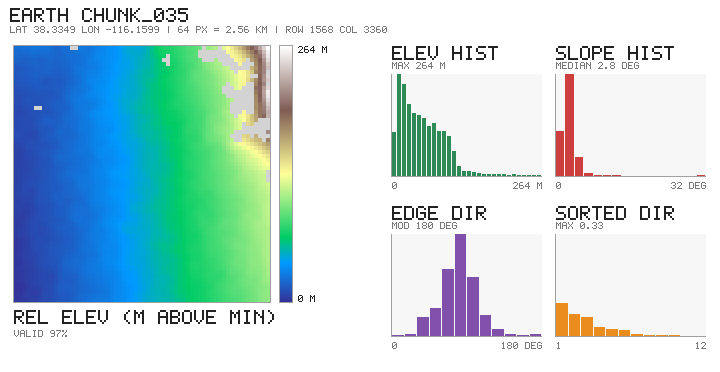 EARTH CHUNK_035
LAT 38.3349 LON -116.1599 | 64 PX = 2.56 KM | ROW 1568 COL 3360
264 M
0 M
REL ELEV (M ABOVE MIN)
VALID 97%
ELEV HIST
MAX 264 M
0 264 M
SLOPE HIST
MEDIAN 2.8 DEG
0 32 DEG
EDGE DIR
MOD 180 DEG
0 180 DEG
SORTED DIR
MAX 0.33
1 12